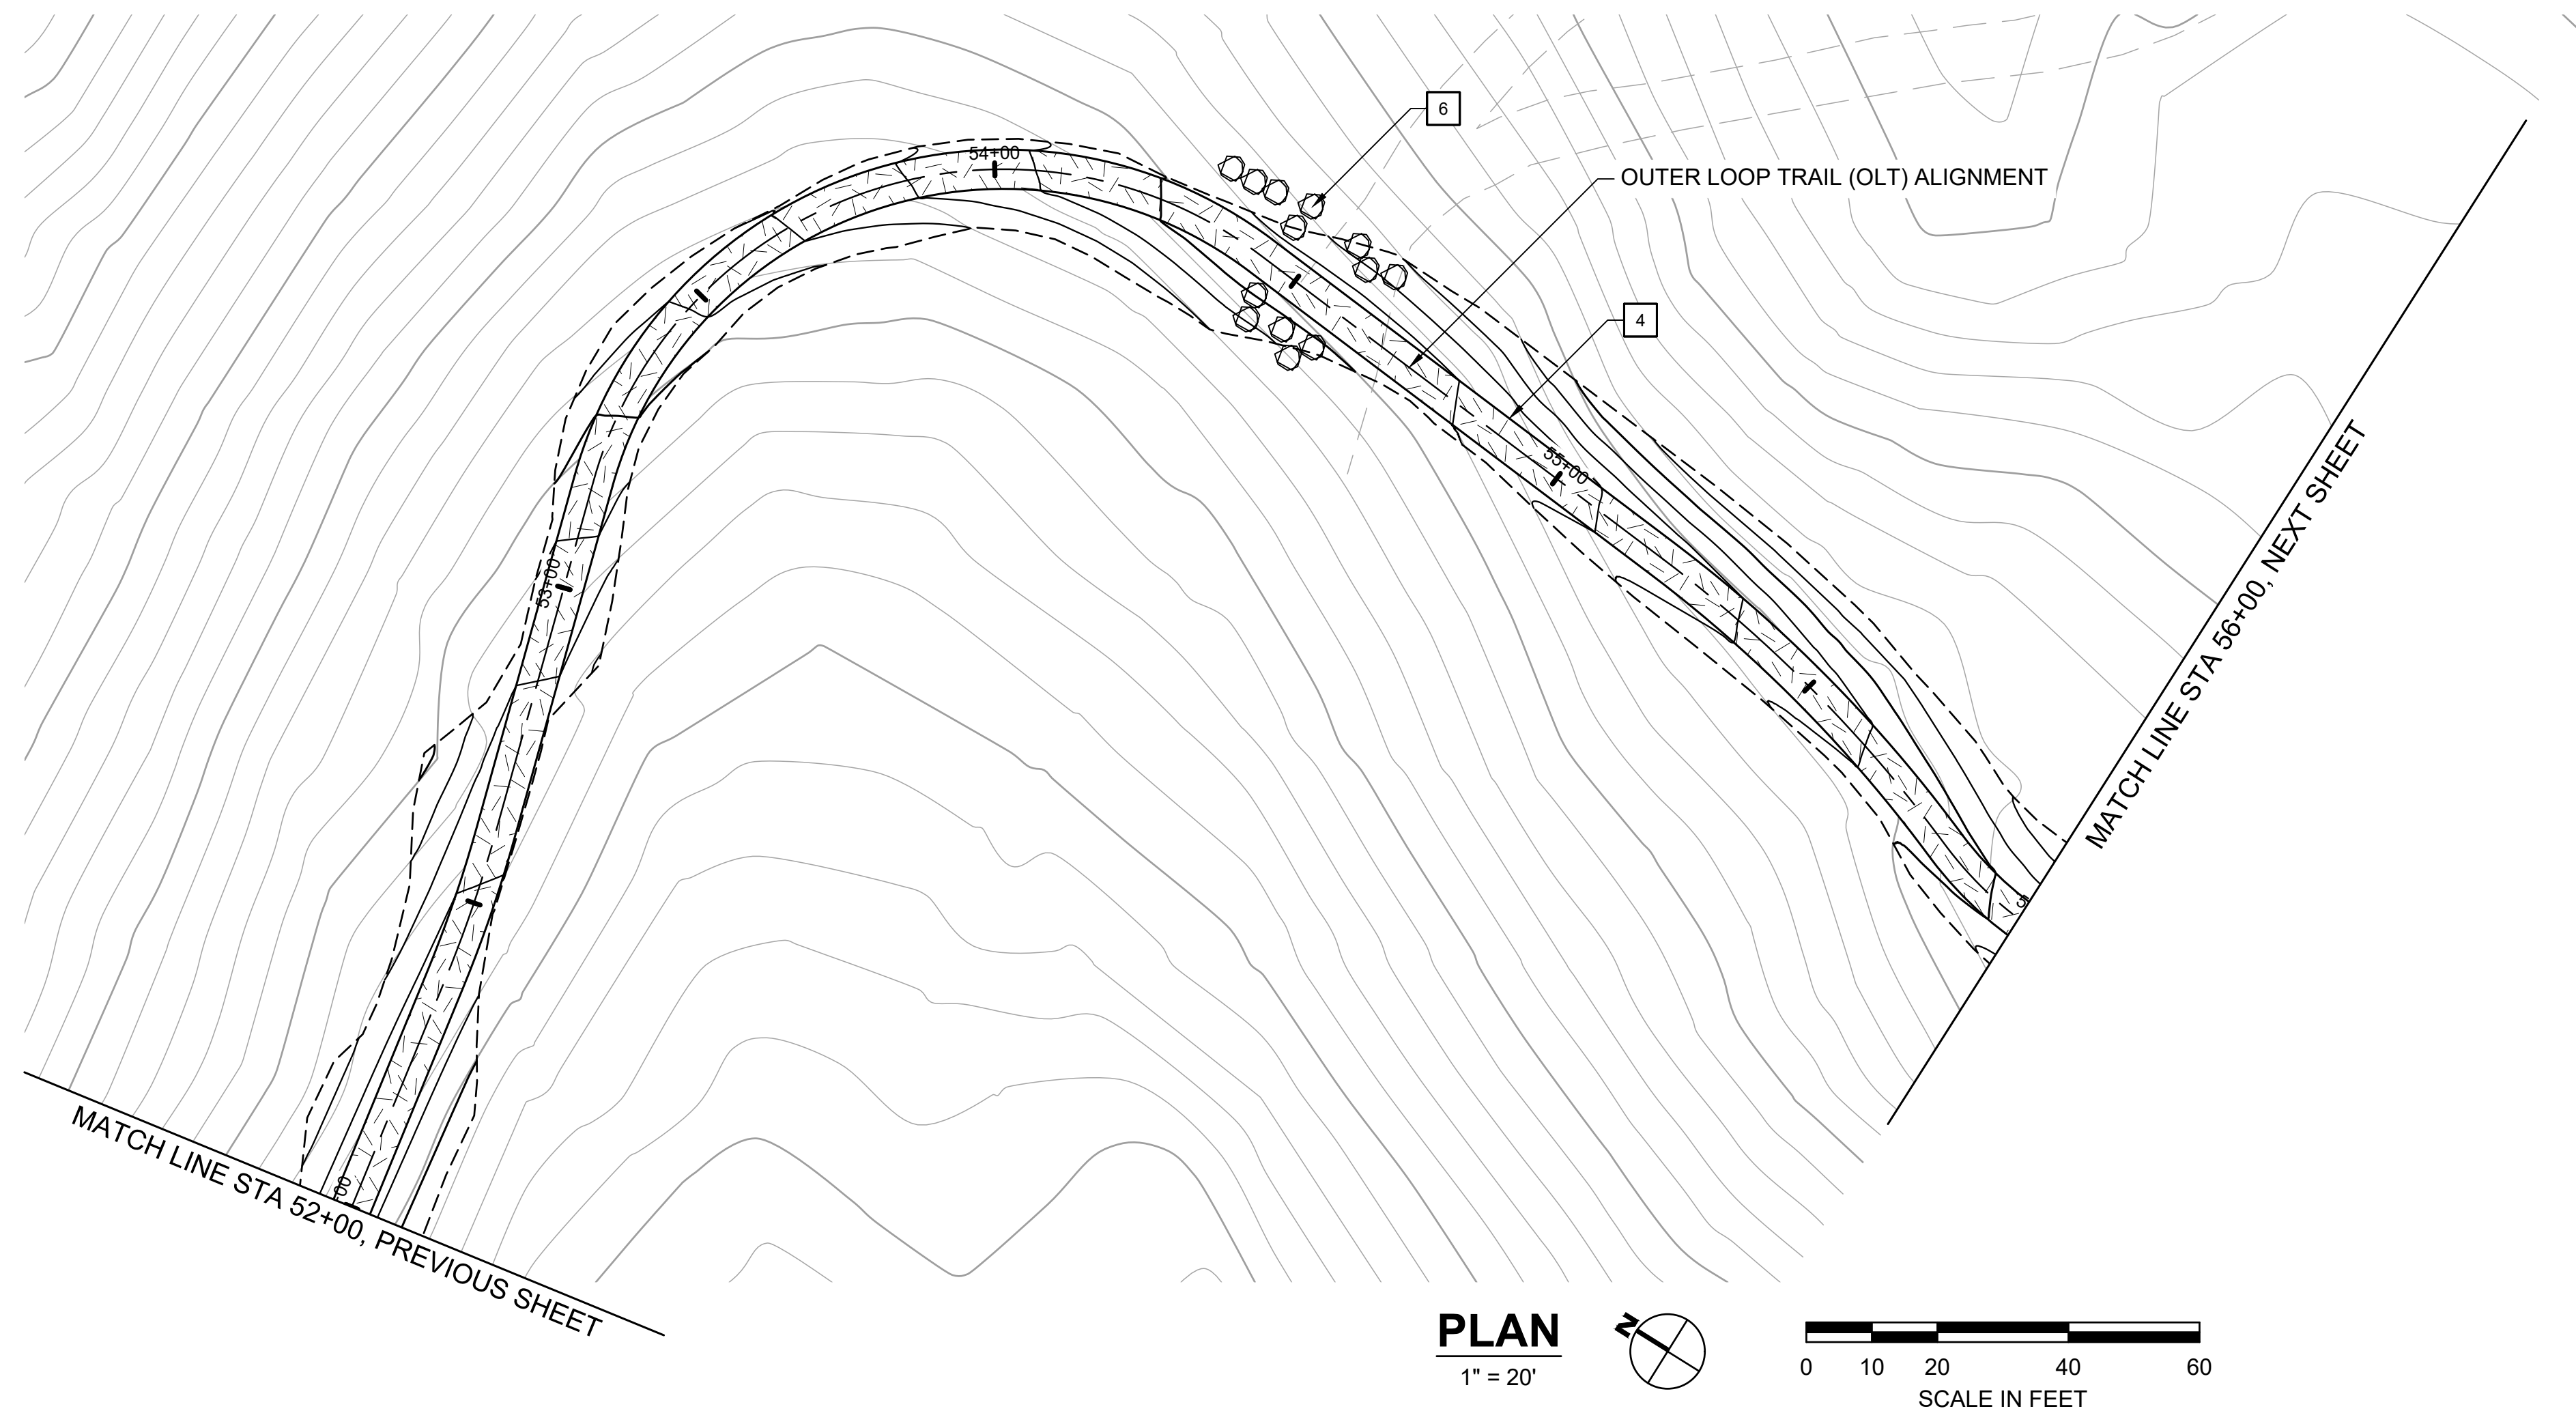 6
54+00
OUTER LOOP TRAIL (OLT) ALIGNMENT
4
55+00
53+00
MATCH LINE STA 56+00, NEXT SHEET
5
00
MATCH LINE STA 52+00, PREVIOUS SHEET
PLAN
1" = 20'
N
0 10 20 40 60
SCALE IN FEET